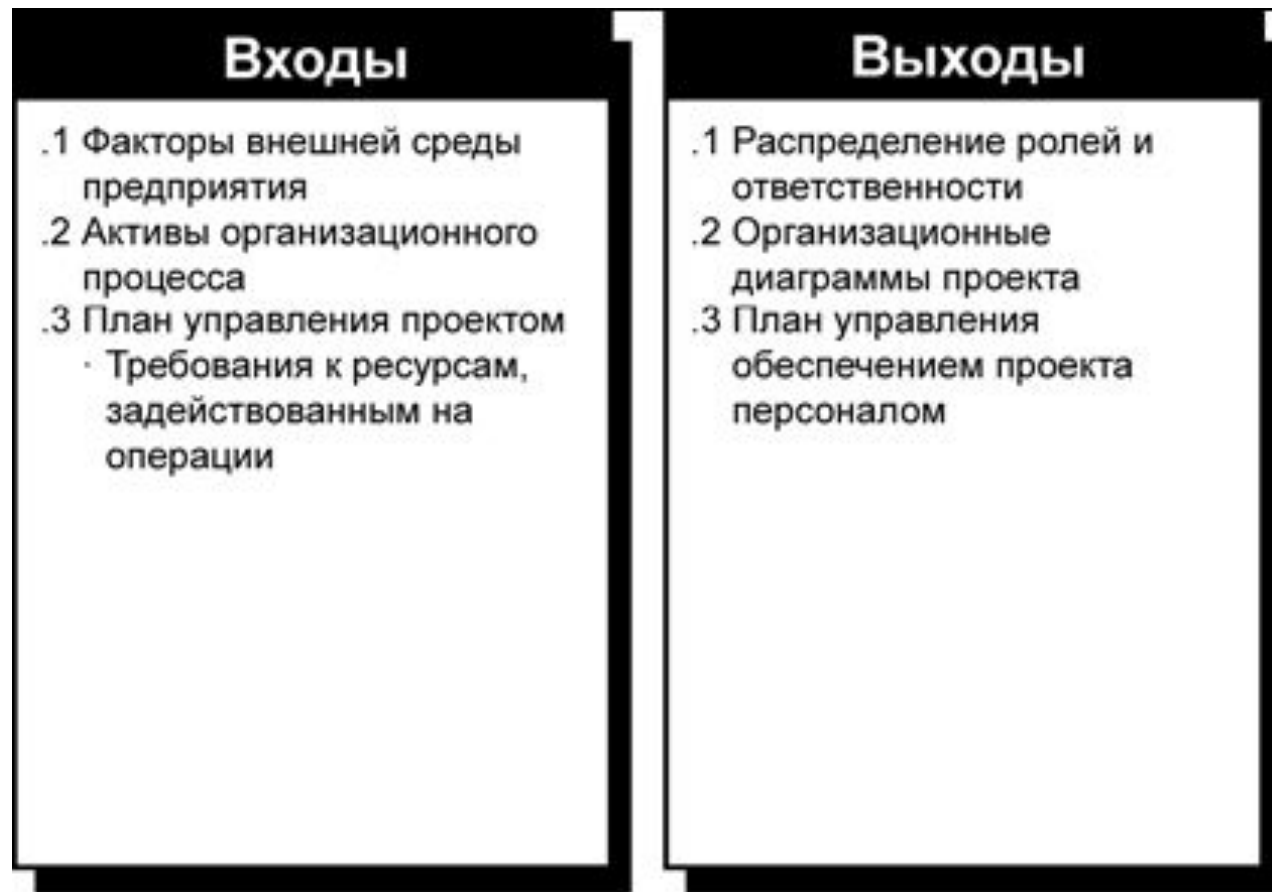 Входы
.1 Факторы внешней среды
предприятия
.2 Активы организационного
процесса
.3 План управления проектом
· Требования к ресурсам,
задействованным на
операции
Выходы
.1 Распределение ролей и
ответственности
.2 Организационные
диаграммы проекта
.3 План управления
обеспечением проекта
персоналом